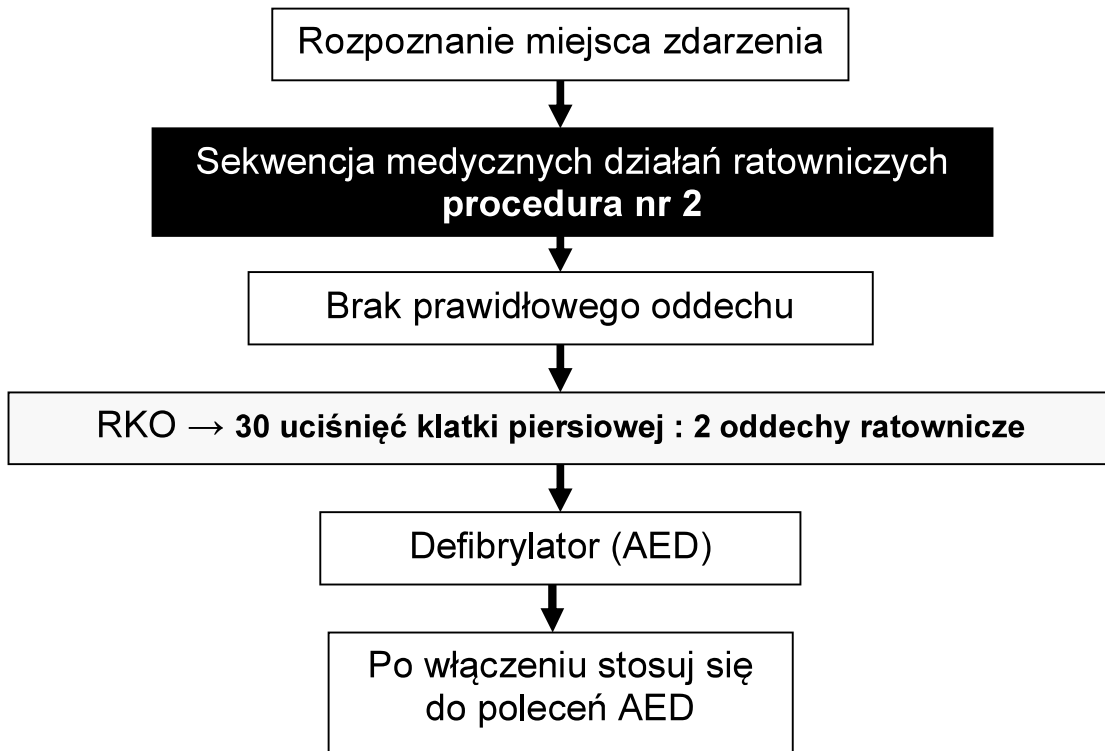 Rozpoznanie miejsca zdarzenia
Sekwencja medycznych działań ratowniczych
procedura nr 2
Brak prawidłowego oddechu
RKO → 30 uciśnięć klatki piersiowej : 2 oddechy ratownicze
Defibrylator (AED)
Po włączeniu stosuj się
do poleceń AED